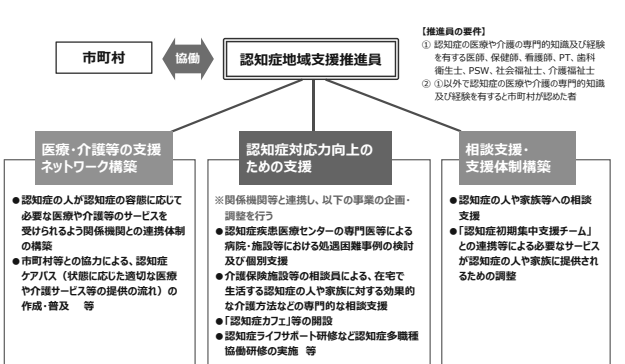 【推進員の要件】
① 認知症の医療や介護の専門的知識及び経験
を有する医師、保健師、看護師、PT、歯科
衛生士、PSW、社会福祉士、介護福祉士
② ①以外で認知症の医療や介護の専門的知識
及び経験を有すると市町村が認めた者
市町村
協働
認知症地域支援推進員
医療・介護等の支援
ネットワーク構築
●認知症の人が認知症の容態に応じて
必要な医療や介護等のサービスを
受けられるよう関係機関との連携体制
の構築
●市町村等との協力による、認知症
ケアパス（状態に応じた適切な医療
や介護サービス等の提供の流れ）の
作成・普及　等
認知症対応力向上の
ための支援
※関係機関等と連携し、以下の事業の企画・
調整を行う
●認知症疾患医療センターの専門医等による
病院・施設等における処遇困難事例の検討
及び個別支援
●介護保険施設等の相談員による、在宅で
生活する認知症の人や家族に対する効果的
な介護方法などの専門的な相談支援
●「認知症カフェ」等の開設
●認知症ライフサポート研修など認知症多職種
協働研修の実施　等
相談支援・
支援体制構築
●認知症の人や家族等への相談
支援
●「認知症初期集中支援チーム」
との連携等による必要なサービス
が認知症の人や家族に提供され
るための調整